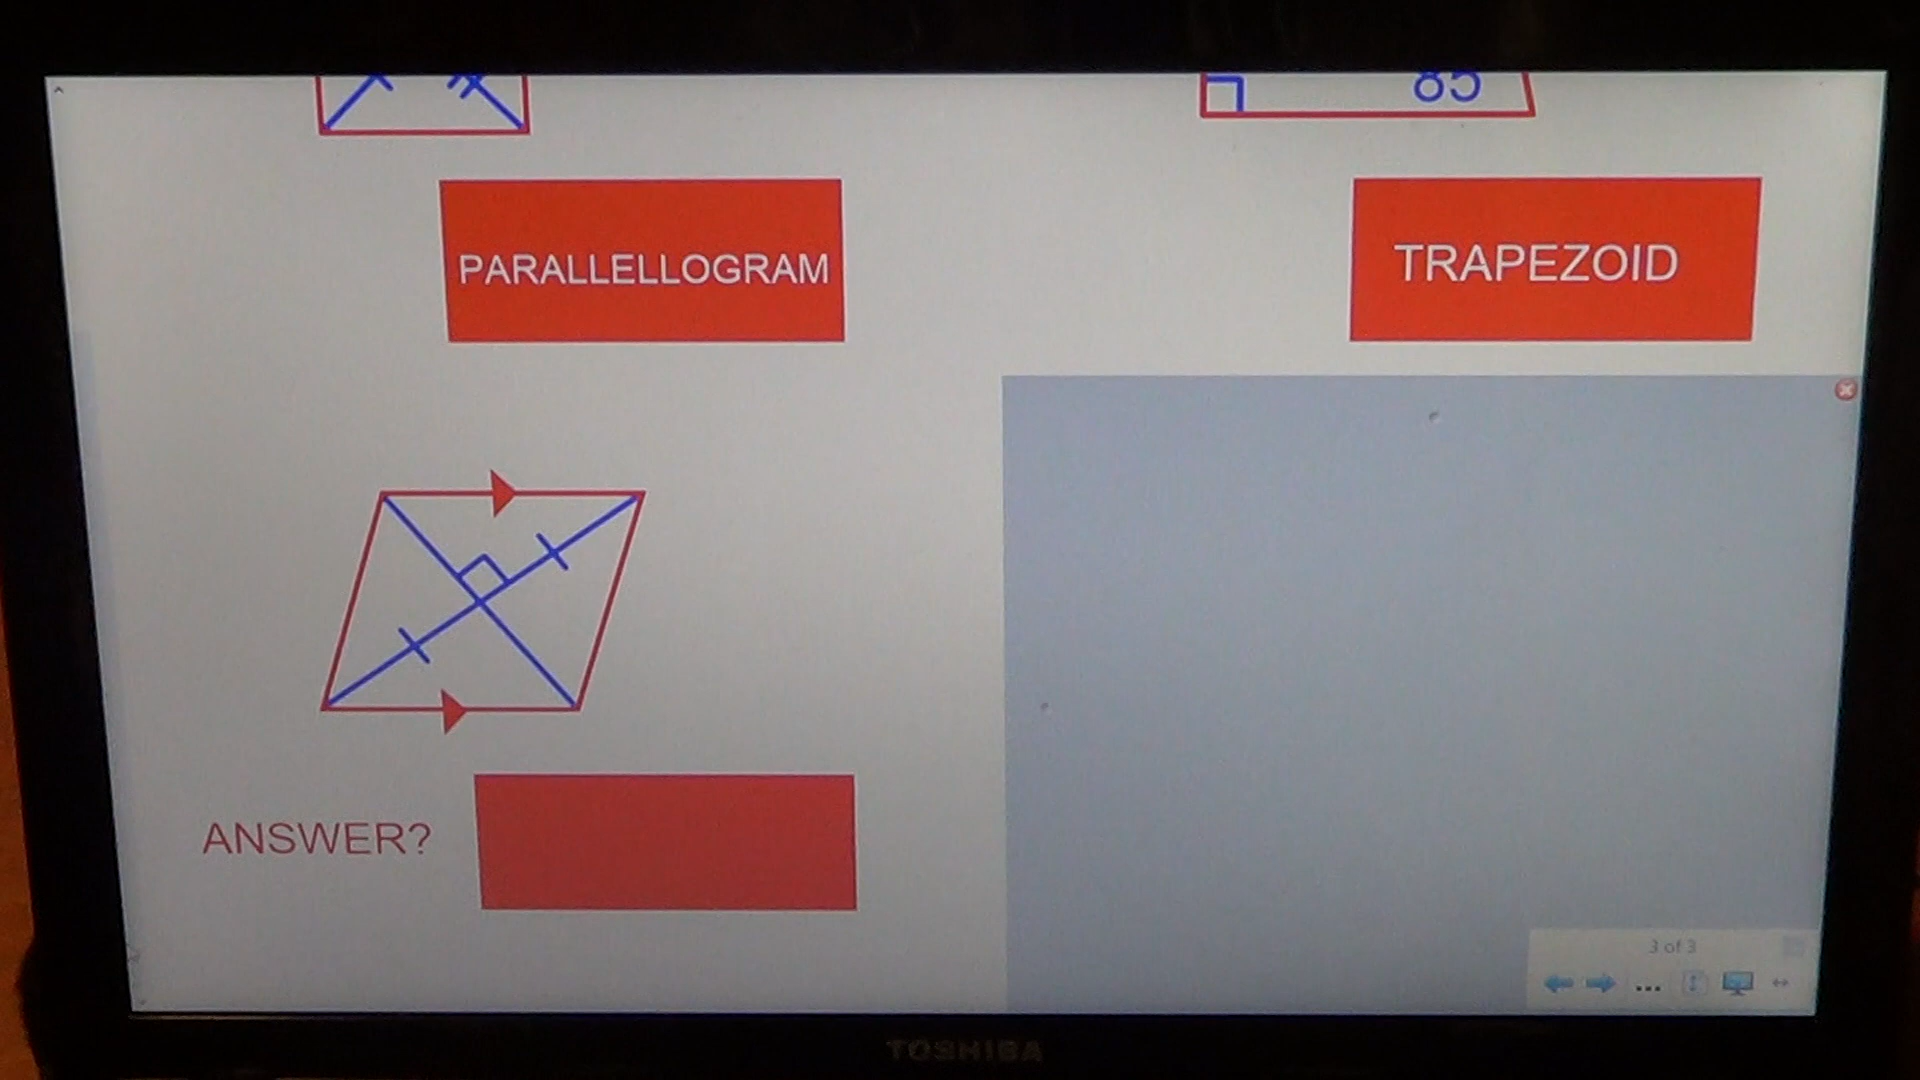 85
PARALLELLOGRAM
TRAPEZOID
ANSWER?
3 of 3
TOSHIBA